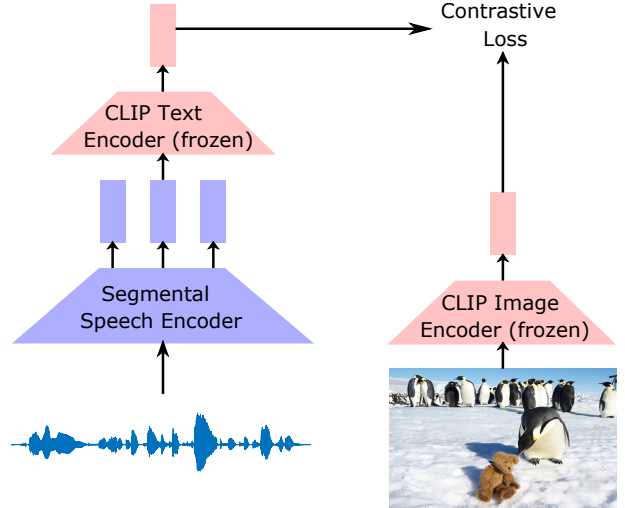 Contrastive
Loss
CLIP Text
Encoder (frozen)
Segmental
Speech Encoder
CLIP Image
Encoder (frozen)